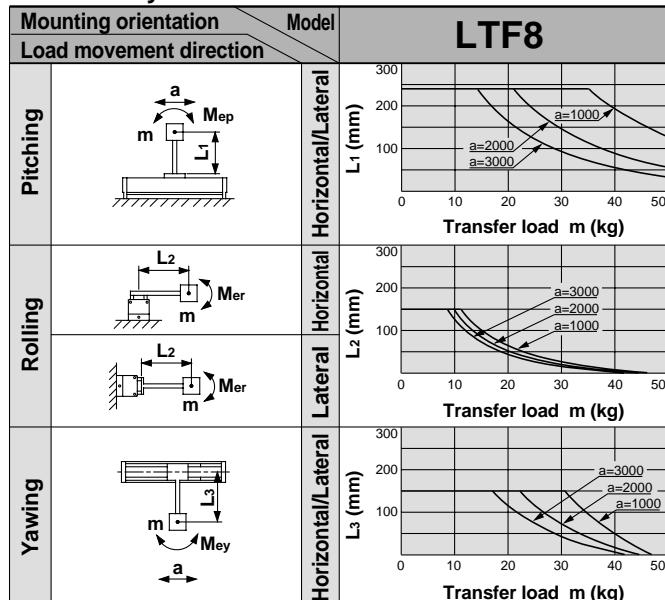 Mounting orientation
Model
Load movement direction
LTF8
Pitching
a
Mep
m
L1
Horizontal/Lateral
L1 (mm)
300
200
100
a=1000
a=2000
a=3000
0 10 20 30 40 50
Transfer load m (kg)
Rolling
L2
Mer
m
Horizontal
L2
Mer
m
Lateral
L2 (mm)
300
200
100
a=3000
a=2000
a=1000
0 10 20 30 40 50
Transfer load m (kg)
Yawing
L3
m
Mey
a
Horizontal/Lateral
L3 (mm)
300
200
100
a=3000
a=2000
a=1000
0 10 20 30 40 50
Transfer load m (kg)